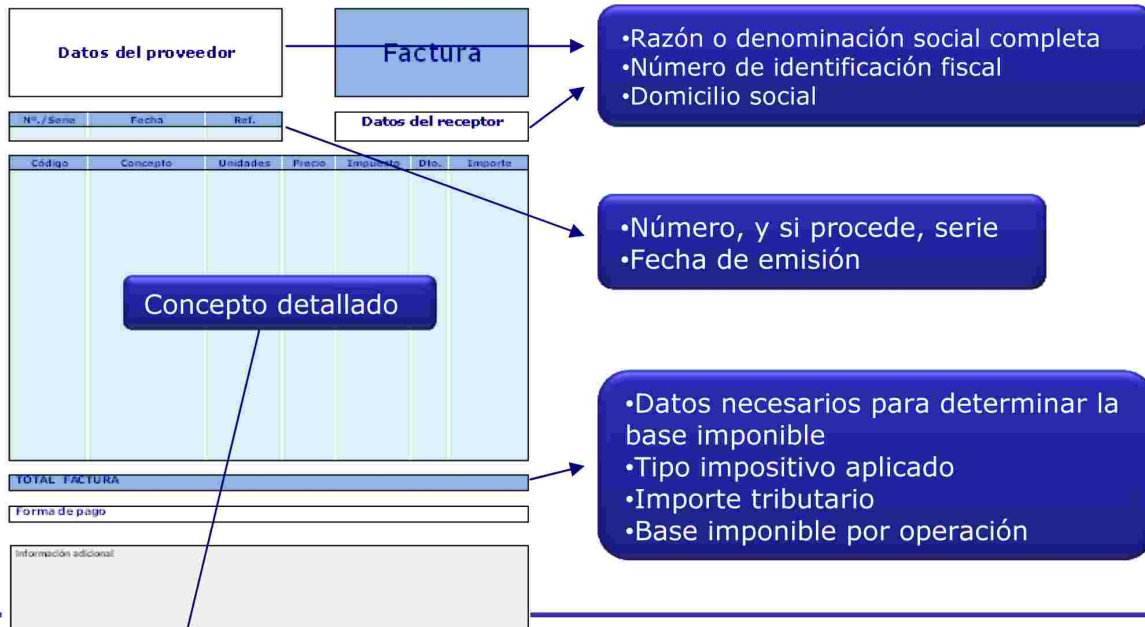 Datos del proveedor
Factura
•Razón o denominación social completa
•Número de identificación fiscal
•Domicilio social
Nº./Serie Fecha Ref.
Datos del receptor
Código Concepto Unidades Precio Impuesto Dto. Importe
•Número, y si procede, serie
•Fecha de emisión
Concepto detallado
•Datos necesarios para determinar la
base imponible
•Tipo impositivo aplicado
•Importe tributario
•Base imponible por operación
TOTAL FACTURA
Forma de pago
Información adicional